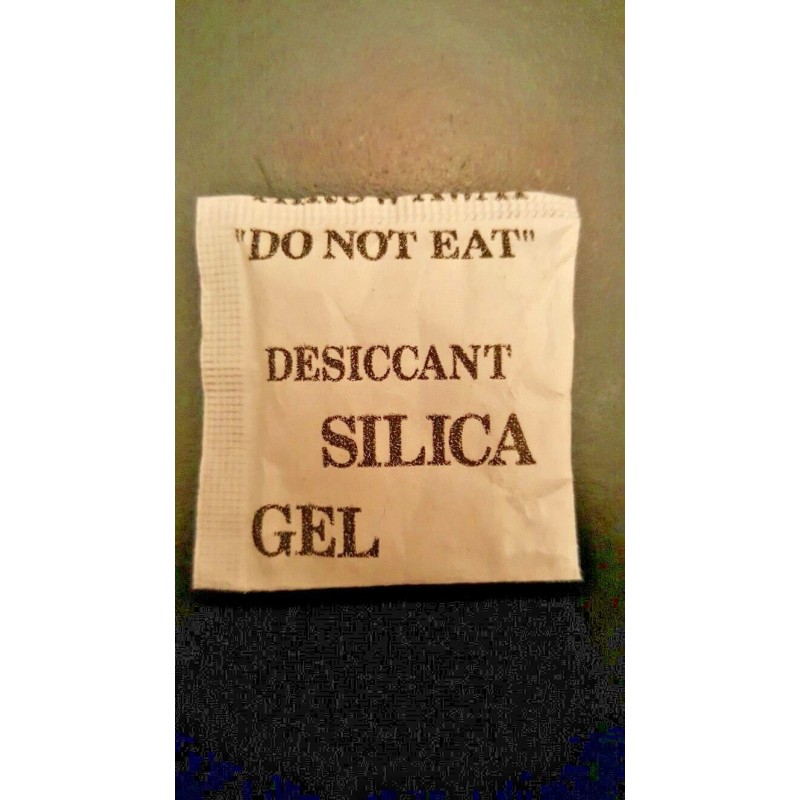 "DO NOT EAT"
DESICCANT
SILICA
GEL